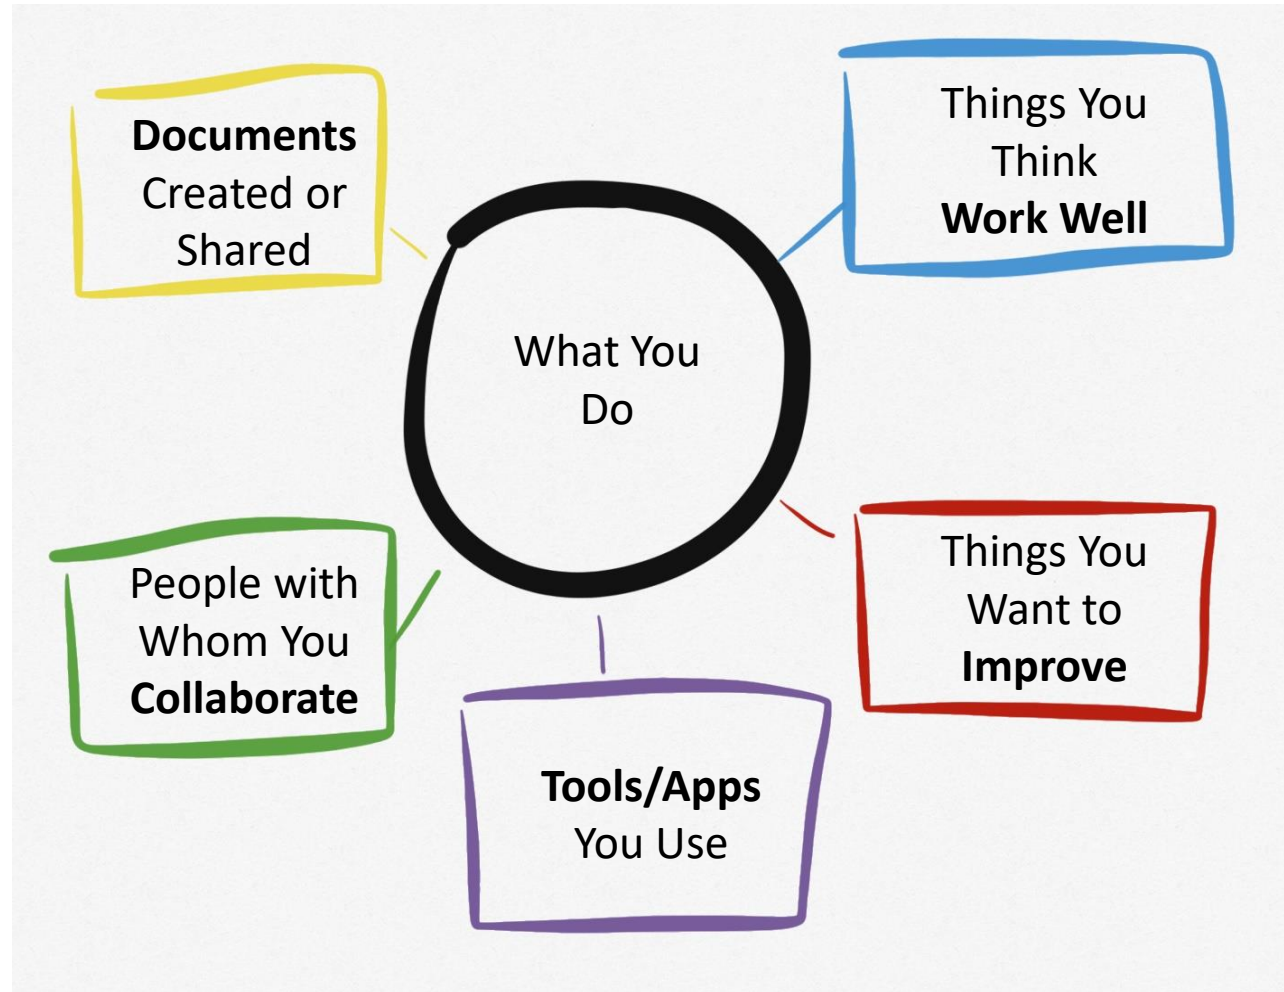 Documents
Created or
Shared
Things You
Think
Work Well
What You
Do
People with
Whom You
Collaborate
Things You
Want to
Improve
Tools/Apps
You Use